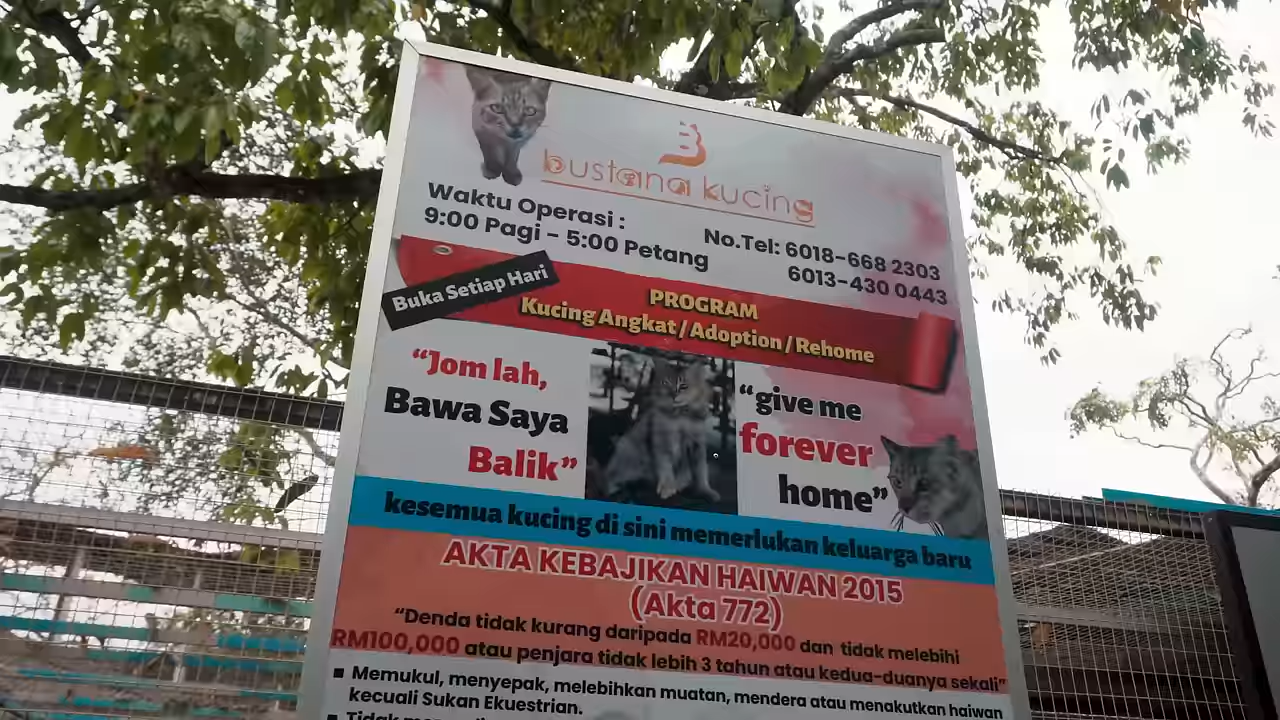 bustana kucing
Waktu Operasi :
9:00 Pagi - 5:00 Petang
No.Tel: 6018-668 2303
6013-430 0443
Buka Setiap Hari
PROGRAM
Kucing Angkat / Adoption / Rehome
"Jom lah,
Bawa Saya
Balik"
"give me
forever
home"
kesemua kucing di sini memerlukan keluarga baru
AKTA KEBAJIKAN HAIWAN 2015
(Akta 772)
"Denda tidak kurang daripada RM20,000 dan tidak melebihi
RM100,000 atau penjara tidak lebih 3 tahun atau kedua-duanya sekali"
▪ Memukul, menyepak, melebihkan muatan, mendera atau menakutkan haiwan
kecuali Sukan Ekuestrian.
▪ Tidak